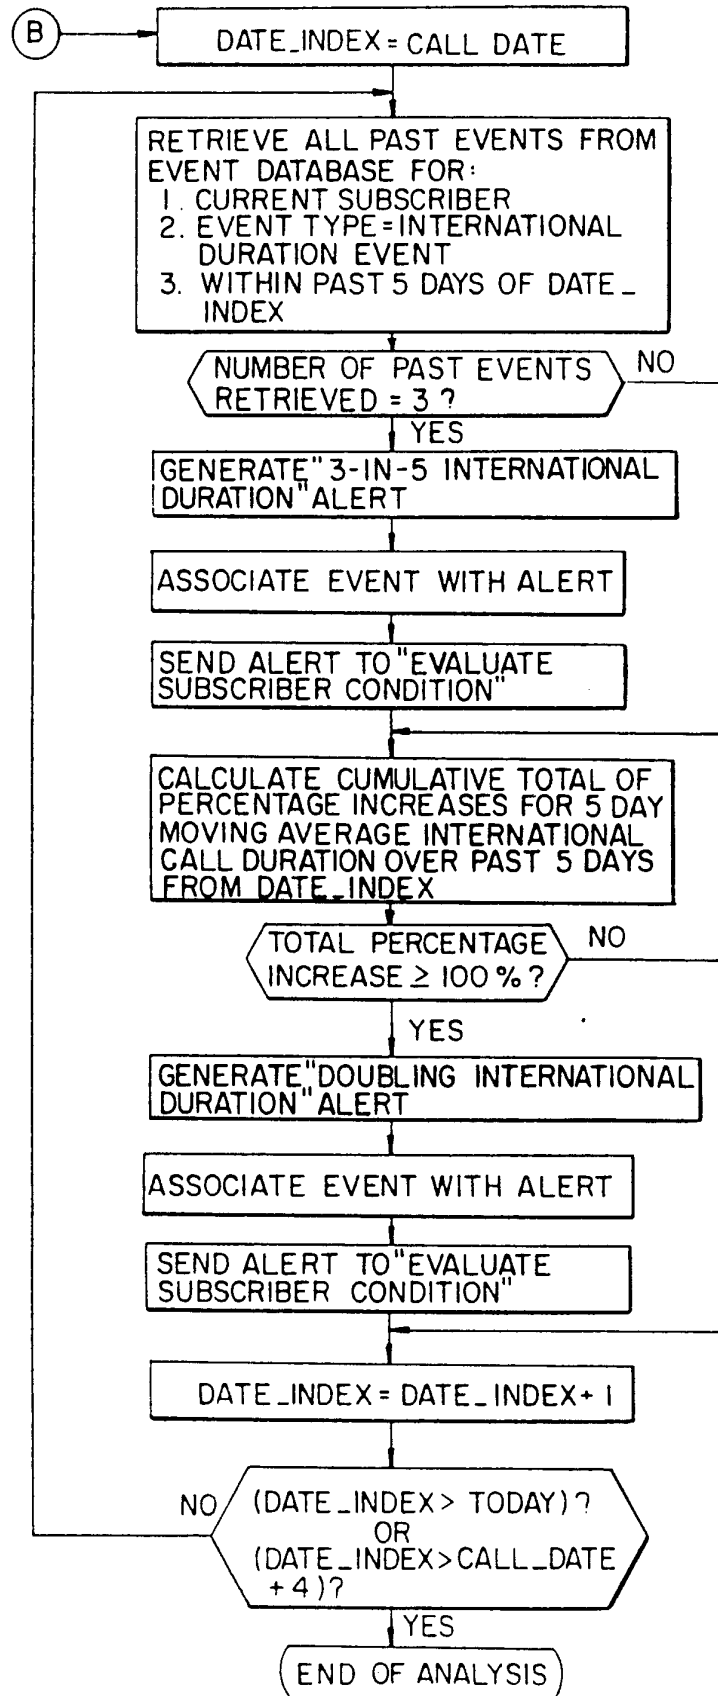 B
DATE_INDEX = CALL DATE
RETRIEVE ALL PAST EVENTS FROM
EVENT DATABASE FOR:
1. CURRENT SUBSCRIBER
2. EVENT TYPE = INTERNATIONAL
DURATION EVENT
3. WITHIN PAST 5 DAYS OF DATE_
INDEX
NUMBER OF PAST EVENTS
RETRIEVED = 3 ?
NO
YES
GENERATE "3-IN-5 INTERNATIONAL
DURATION" ALERT
ASSOCIATE EVENT WITH ALERT
SEND ALERT TO "EVALUATE
SUBSCRIBER CONDITION"
CALCULATE CUMULATIVE TOTAL OF
PERCENTAGE INCREASES FOR 5 DAY
MOVING AVERAGE INTERNATIONAL
CALL DURATION OVER PAST 5 DAYS
FROM DATE_INDEX
TOTAL PERCENTAGE
INCREASE ≥ 100 % ?
NO
YES
GENERATE "DOUBLING INTERNATIONAL
DURATION" ALERT
ASSOCIATE EVENT WITH ALERT
SEND ALERT TO "EVALUATE
SUBSCRIBER CONDITION"
DATE_INDEX = DATE_INDEX + 1
NO
(DATE_INDEX > TODAY) ?
OR
(DATE_INDEX > CALL_DATE
+ 4 ) ?
YES
END OF ANALYSIS